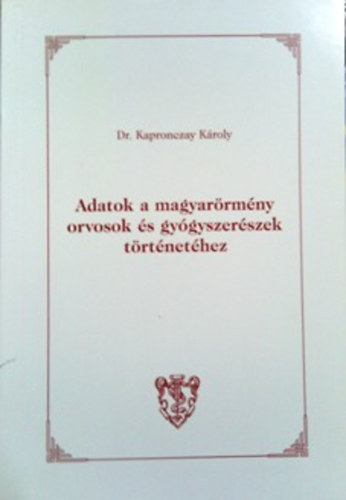 Dr. Kapronczay Károly
Adatok a magyarörmény
orvosok és gyógyszerészek
történetéhez